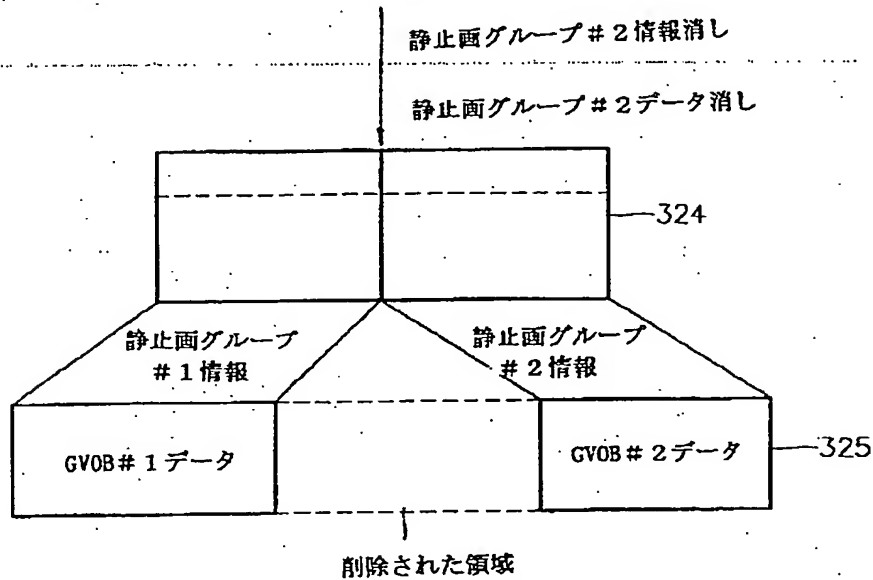 静止画グループ＃２情報消し
静止画グループ＃２データ消し
324
静止画グループ
＃１情報
静止画グループ
＃２情報
GVOB＃１データ
GVOB＃２データ
325
削除された領域